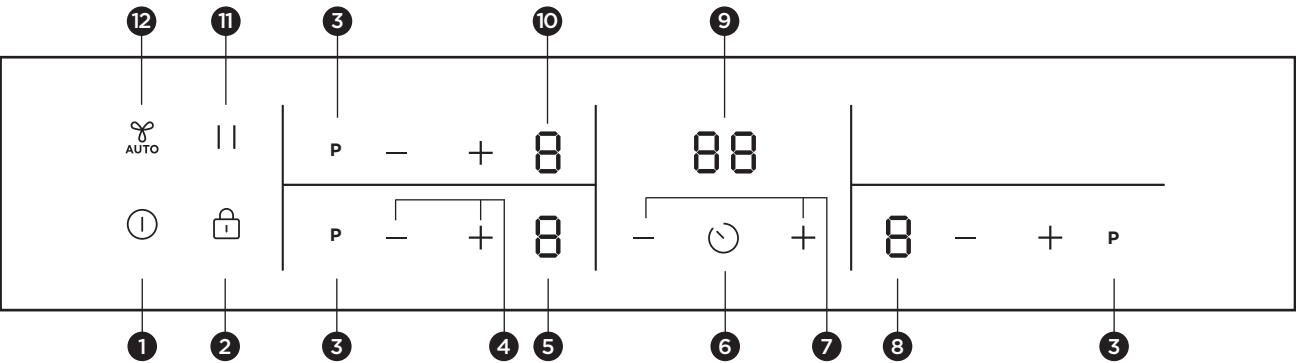 12 11 3 10 9
AUTO
P − + 8 88
P − + 8 − + 8 − + P
1 2 3 4 5 6 7 8 3